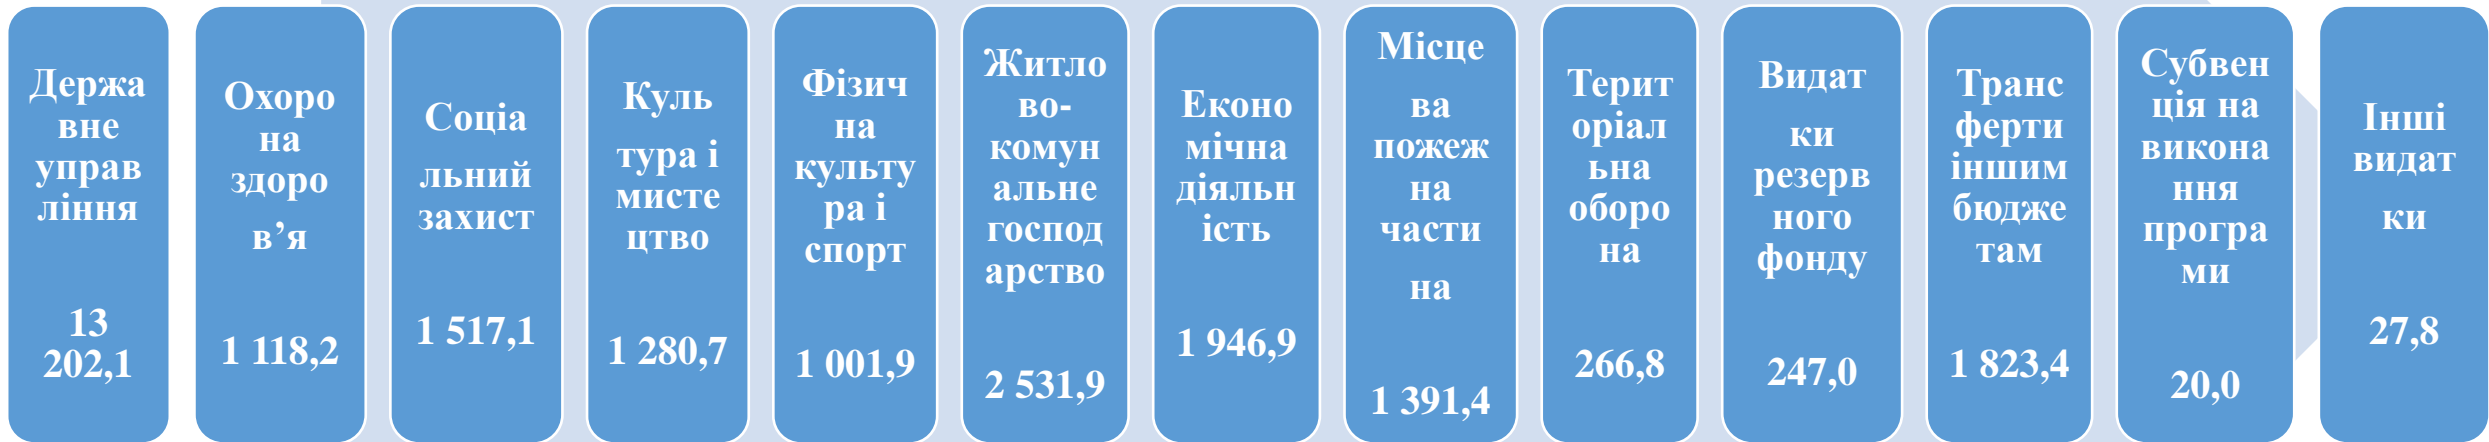 Держа
вне
управ
ління
13
202,1
Охоро
на
здоро
в’я
1 118,2
Соціа
льний
захист
1 517,1
Куль
тура і
мисте
цтво
1 280,7
Фізич
на
культу
ра і
спорт
1 001,9
Житло
во-
комун
альне
господ
арство
2 531,9
Еконо
мічна
діяльн
ість
1 946,9
Місце
ва
пожеж
на
части
на
1 391,4
Терит
оріал
ьна
оборо
на
266,8
Видат
ки
резерв
ного
фонду
247,0
Транс
ферти
іншим
бюдже
там
1 823,4
Субвен
ція на
викона
ння
програ
ми
20,0
Інші
видат
ки
27,8